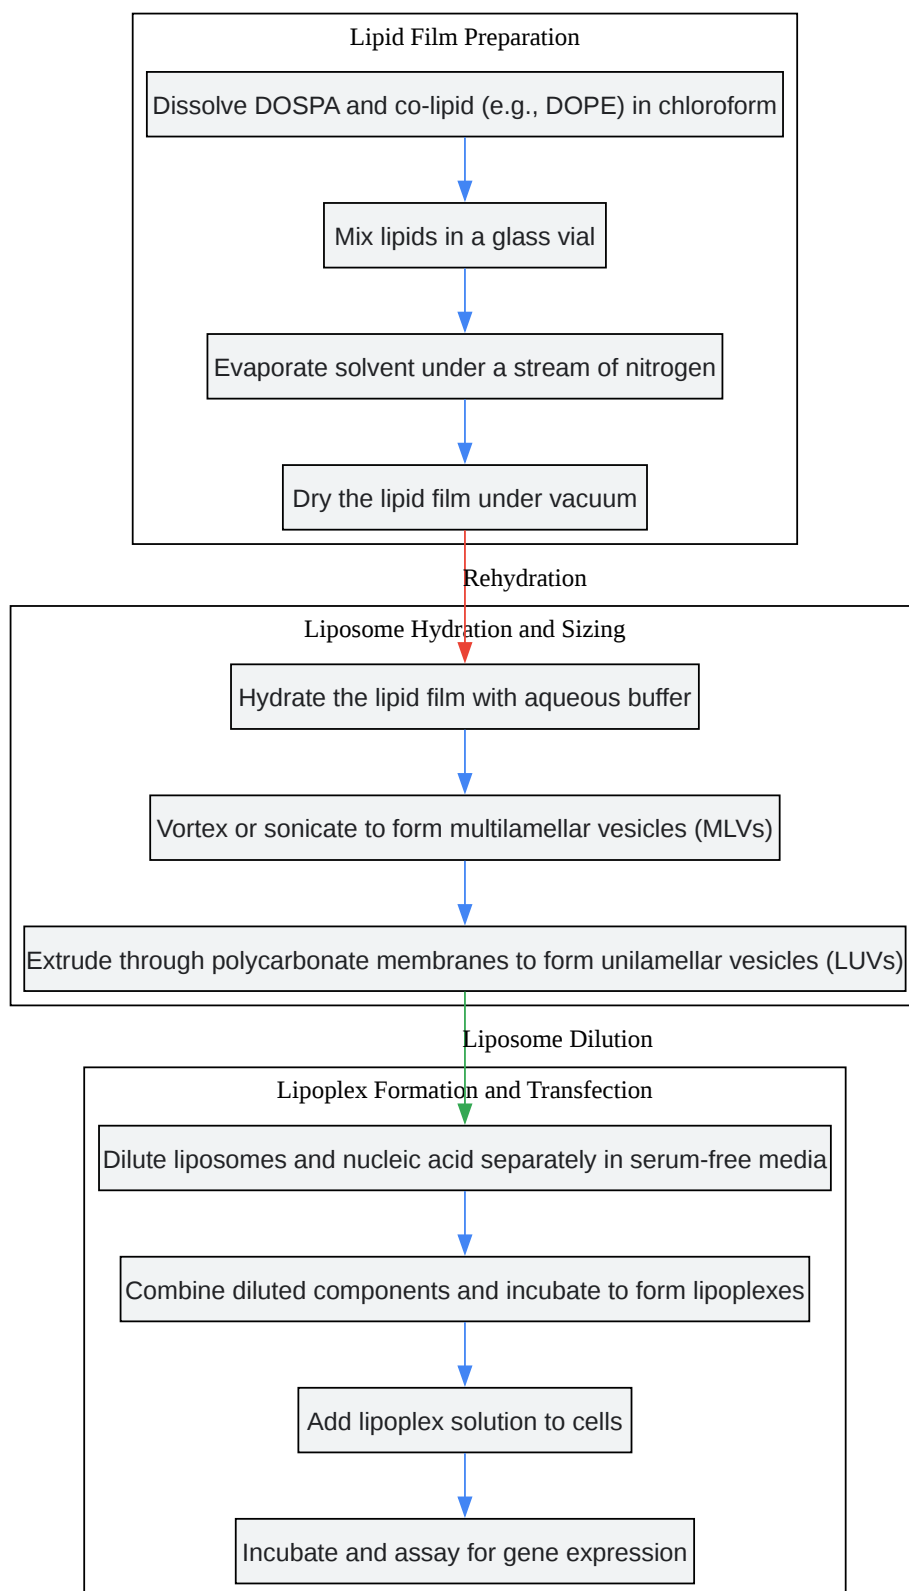 Lipid Film Preparation
Dissolve DOSPA and co-lipid (e.g., DOPE) in chloroform
Mix lipids in a glass vial
Evaporate solvent under a stream of nitrogen
Dry the lipid film under vacuum
Rehydration
Liposome Hydration and Sizing
Hydrate the lipid film with aqueous buffer
Vortex or sonicate to form multilamellar vesicles (MLVs)
Extrude through polycarbonate membranes to form unilamellar vesicles (LUVs)
Liposome Dilution
Lipoplex Formation and Transfection
Dilute liposomes and nucleic acid separately in serum-free media
Combine diluted components and incubate to form lipoplexes
Add lipoplex solution to cells
Incubate and assay for gene expression